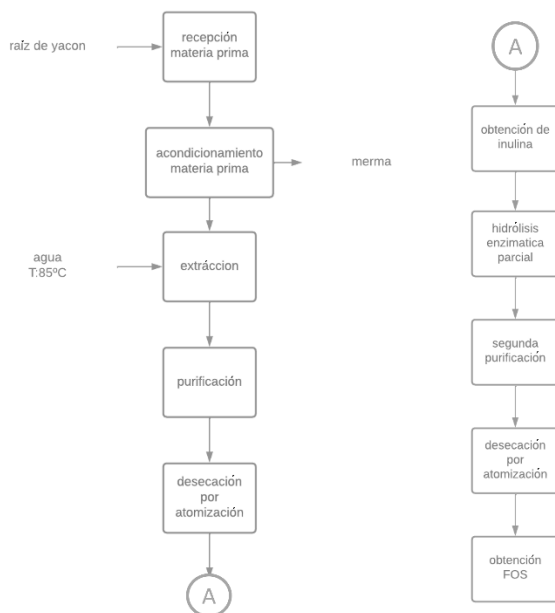 raíz de yacon
recepción
materia prima
acondicionamiento
materia prima
merma
agua
T:85ºC
extráccion
purificación
desecación
por
atomización
A
A
obtención de
inulina
hidrólisis
enzimatica
parcial
segunda
purificación
desecación
por
atomización
obtención
FOS